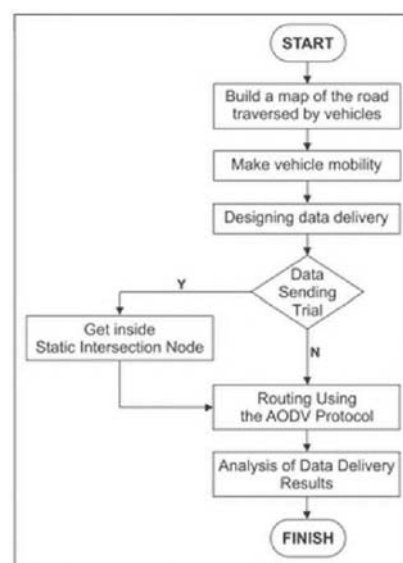 START
Build a map of the road
traversed by vehicles
Make vehicle mobility
Designing data delivery
Data
Sending
Trial
Y
Get inside
Static Intersection Node
N
Routing Using
the AODV Protocol
Analysis of Data Delivery
Results
FINISH